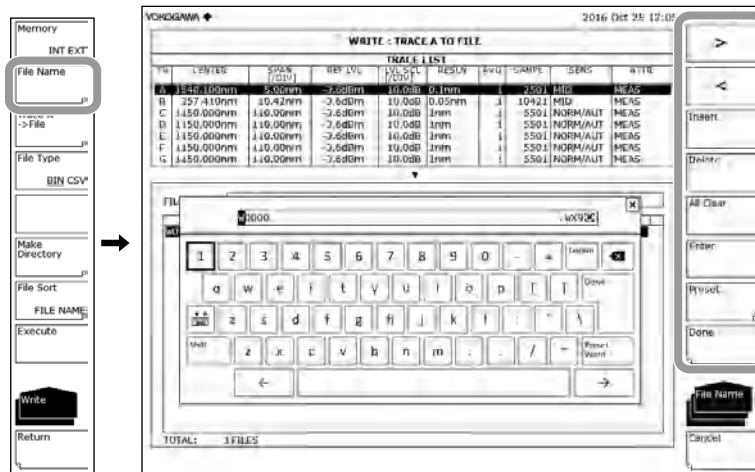 Memory
INT EXT
File Name
Trace A
->File
File Type
BIN CSV
Make
Directory
File Sort
FILE NAME
Execute
Write
Return
YOKOGAWA
2016 Oct 25 12:05
WRITE : TRACE A TO FILE
TRACE LIST
TR CENTER SPAN [/DIV] REF LVL LVL SCL [/DIV] RESLN AVG SAMPL SENS ATTR
A 1540.100nm 5.00nm -3.6dBm 10.0dB 0.1nm 1 2501 MID MEAS
B 757.410nm 10.42nm -3.6dBm 10.0dB 0.05nm 1 10421 MID MEAS
C 1150.000nm 110.00nm -3.6dBm 10.0dB 1nm 1 5501 NORM/AUT MEAS
D 1150.000nm 110.00nm -3.6dBm 10.0dB 1nm 1 5501 NORM/AUT MEAS
E 1150.000nm 110.00nm -3.6dBm 10.0dB 1nm 1 5501 NORM/AUT MEAS
F 1150.000nm 110.00nm -3.6dBm 10.0dB 1nm 1 5501 NORM/AUT MEAS
G 1150.000nm 110.00nm -3.6dBm 10.0dB 1nm 1 5501 NORM/AUT MEAS
FIL
W0000
1 2 3 4 5 6 7 8 9 0 - =
q w e r t y u i o p [ ] Done
a s d f g h j k l ; ' \
Shift z x c v b n m , . / ~ Preset Word
← →
TOTAL: 1FILES
>
<
Insert
Delete
All Clear
Enter
Preset
Done
File Name
Cancel